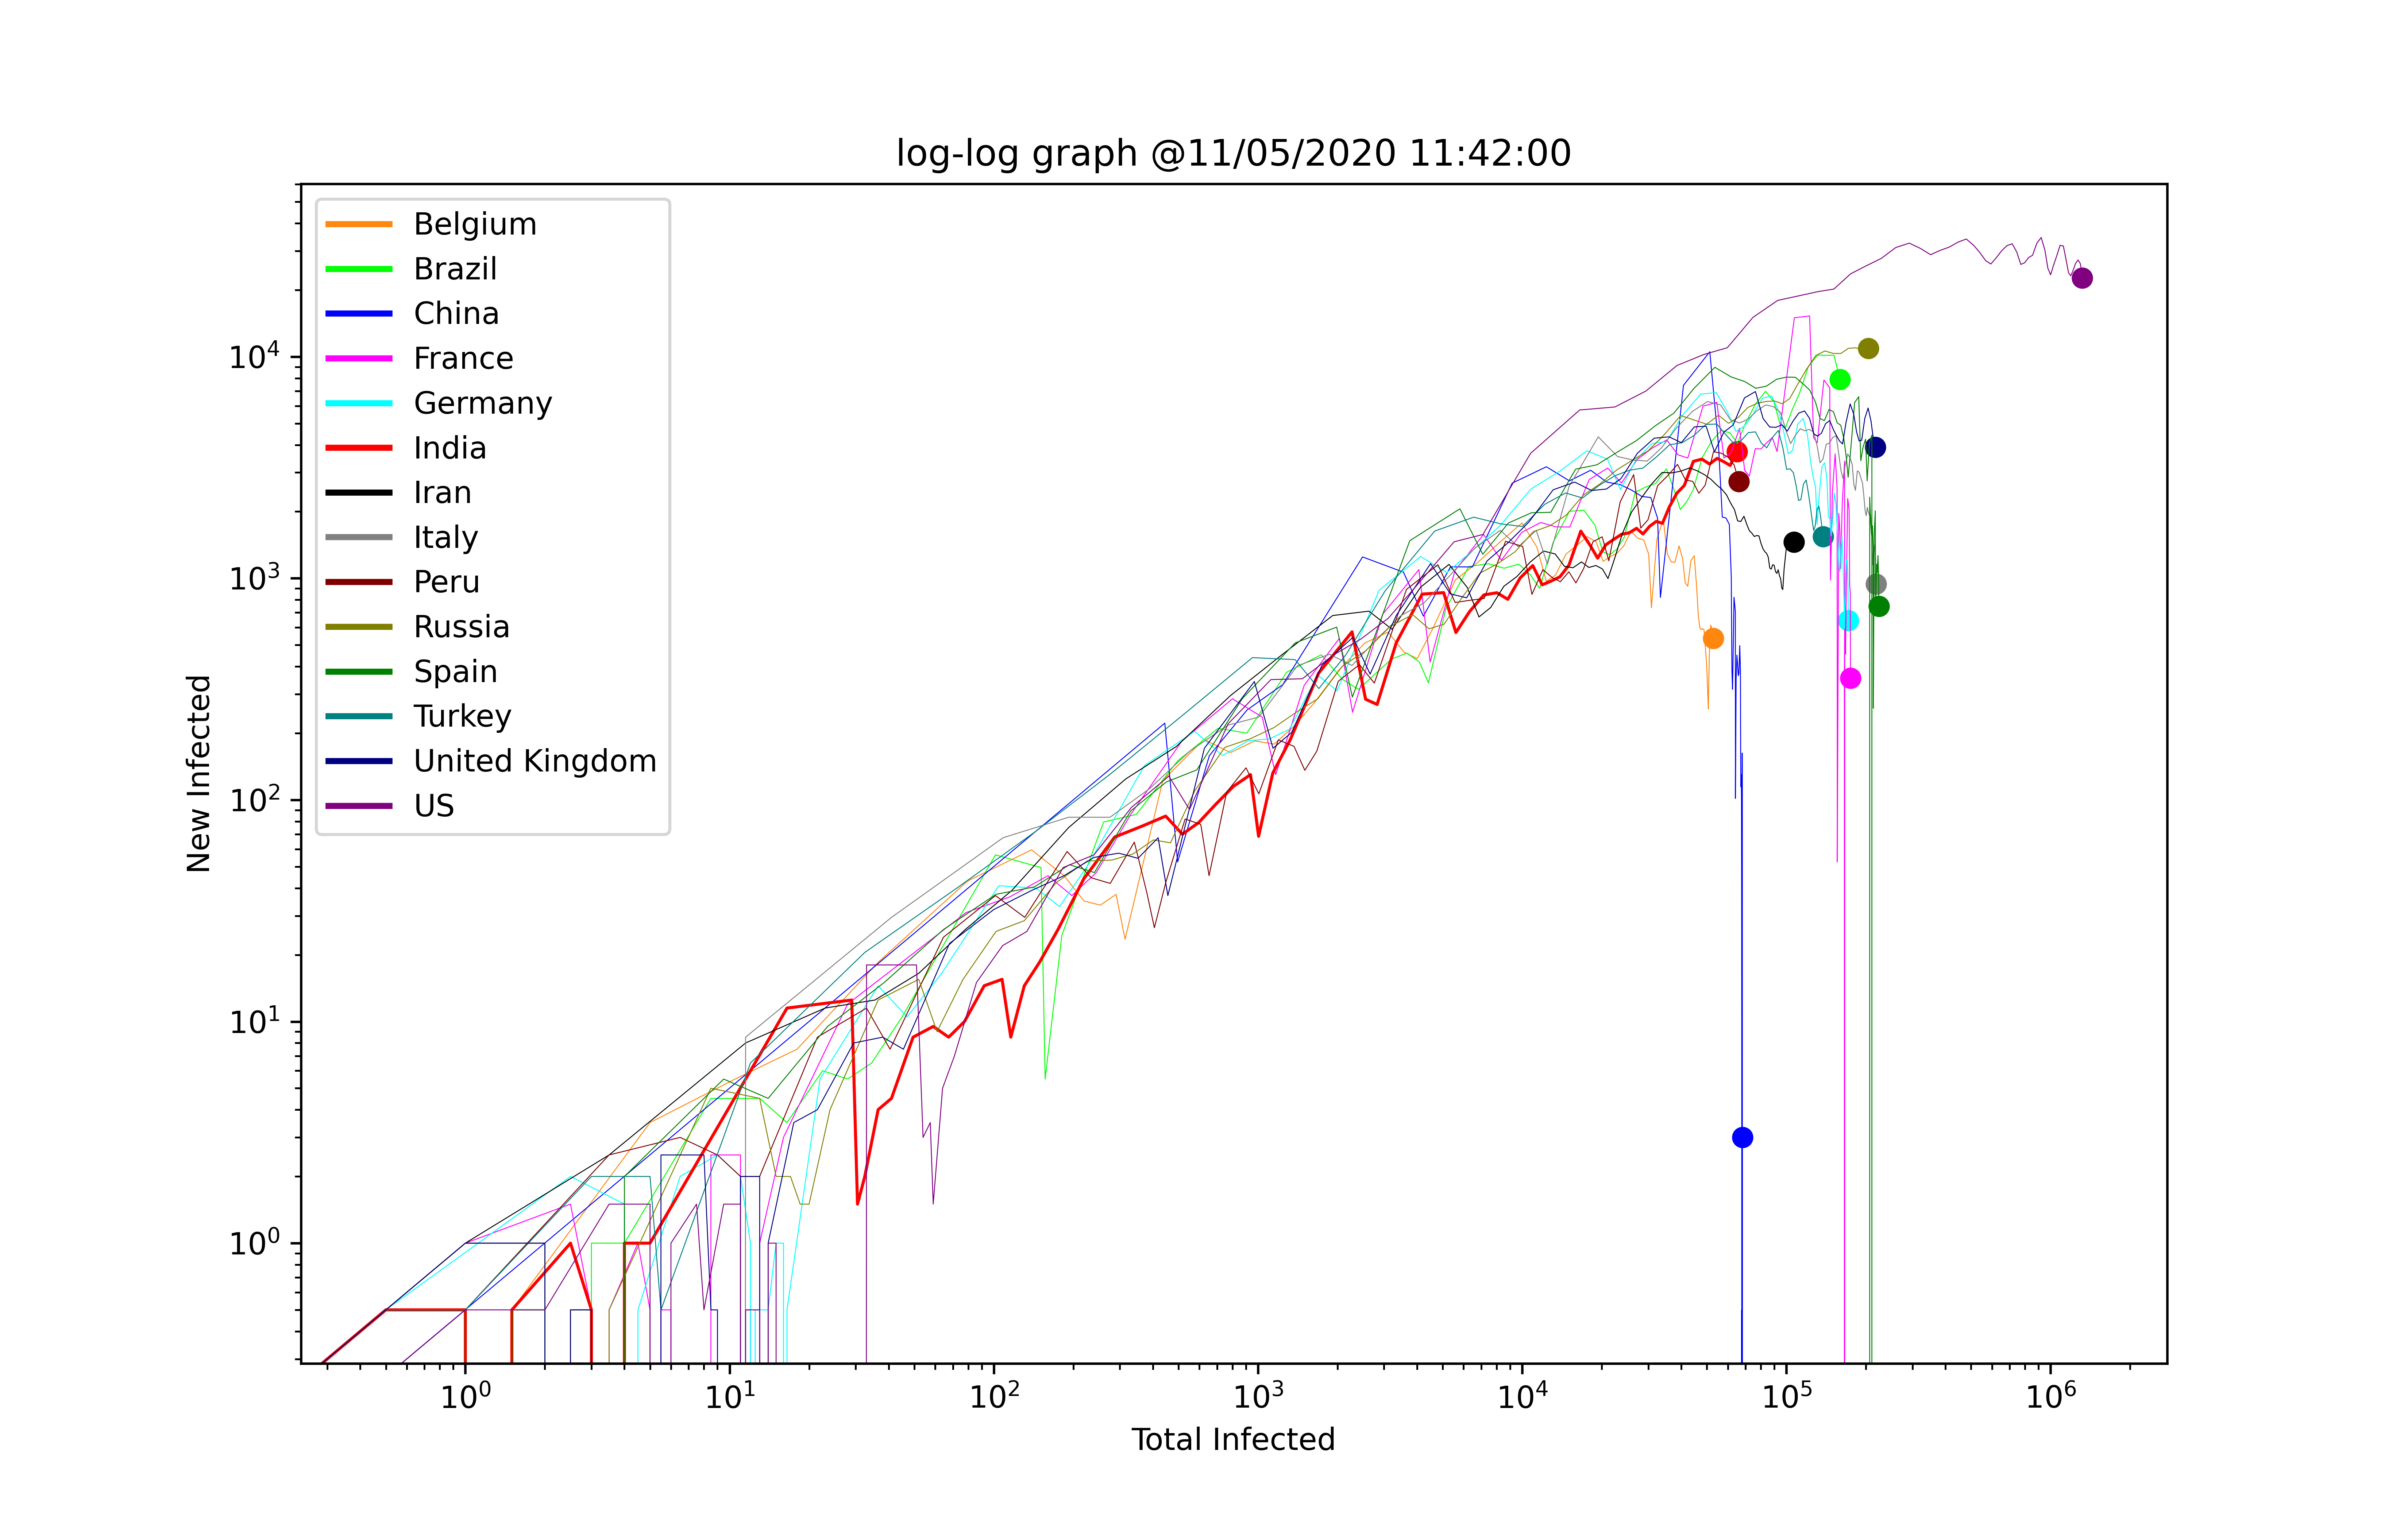 log-log graph @11/05/2020 11:42:00
Belgium
Brazil
China
France
Germany
India
Iran
Italy
Peru
Russia
Spain
Turkey
United Kingdom
US
New Infected
10⁴
10³
10²
10¹
10⁰
10⁰ 10¹ 10² 10³ 10⁴ 10⁵ 10⁶
Total Infected